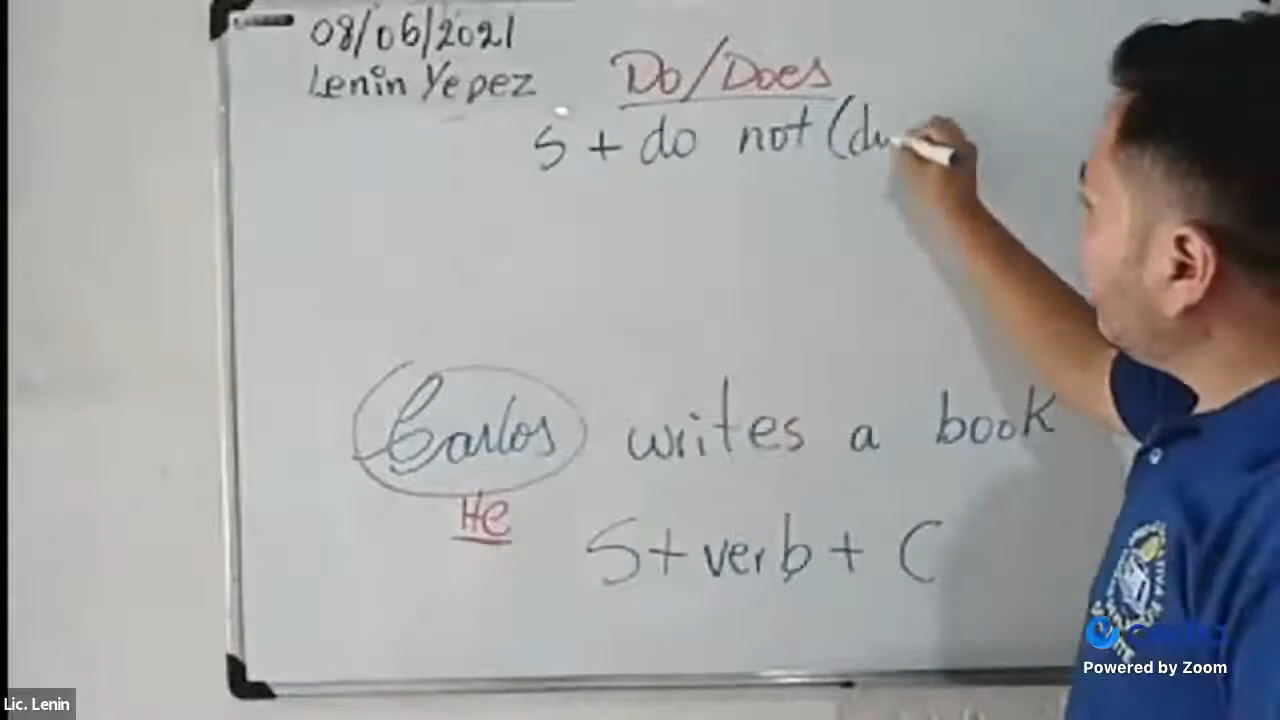 08/06/2021
Lenin Yepez
Do/Does
S + do not (do
Carlos writes a book
He
S + verb + C
Powered by Zoom
Lic. Lenin